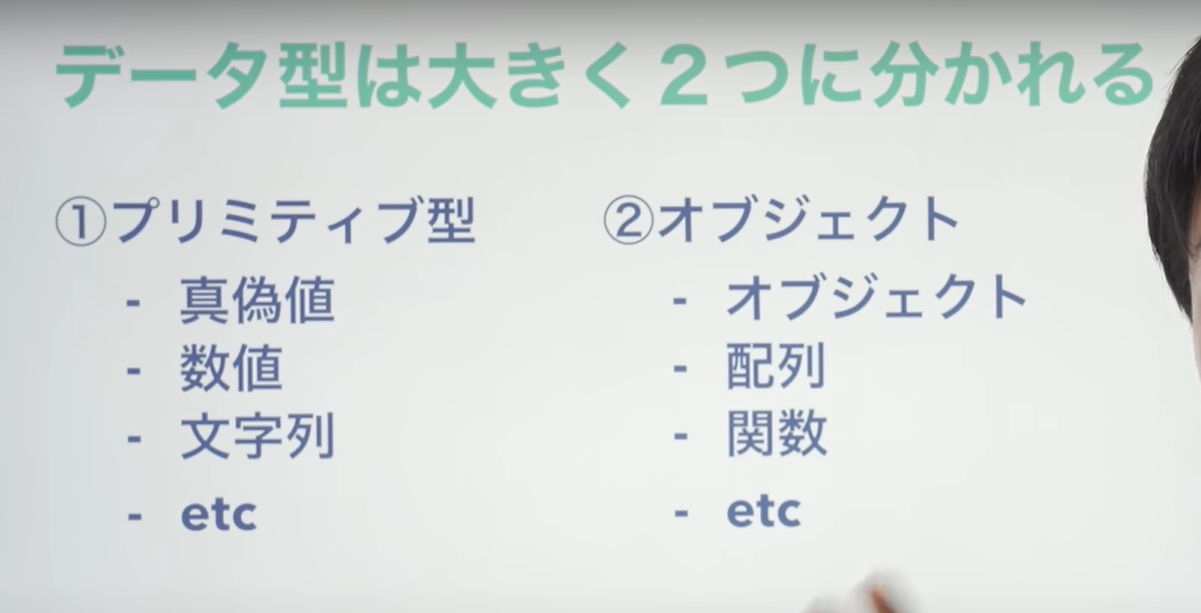 データ型は大きく２つに分かれる
①プリミティブ型
- 真偽値
- 数値
- 文字列
- etc
②オブジェクト
- オブジェクト
- 配列
- 関数
- etc